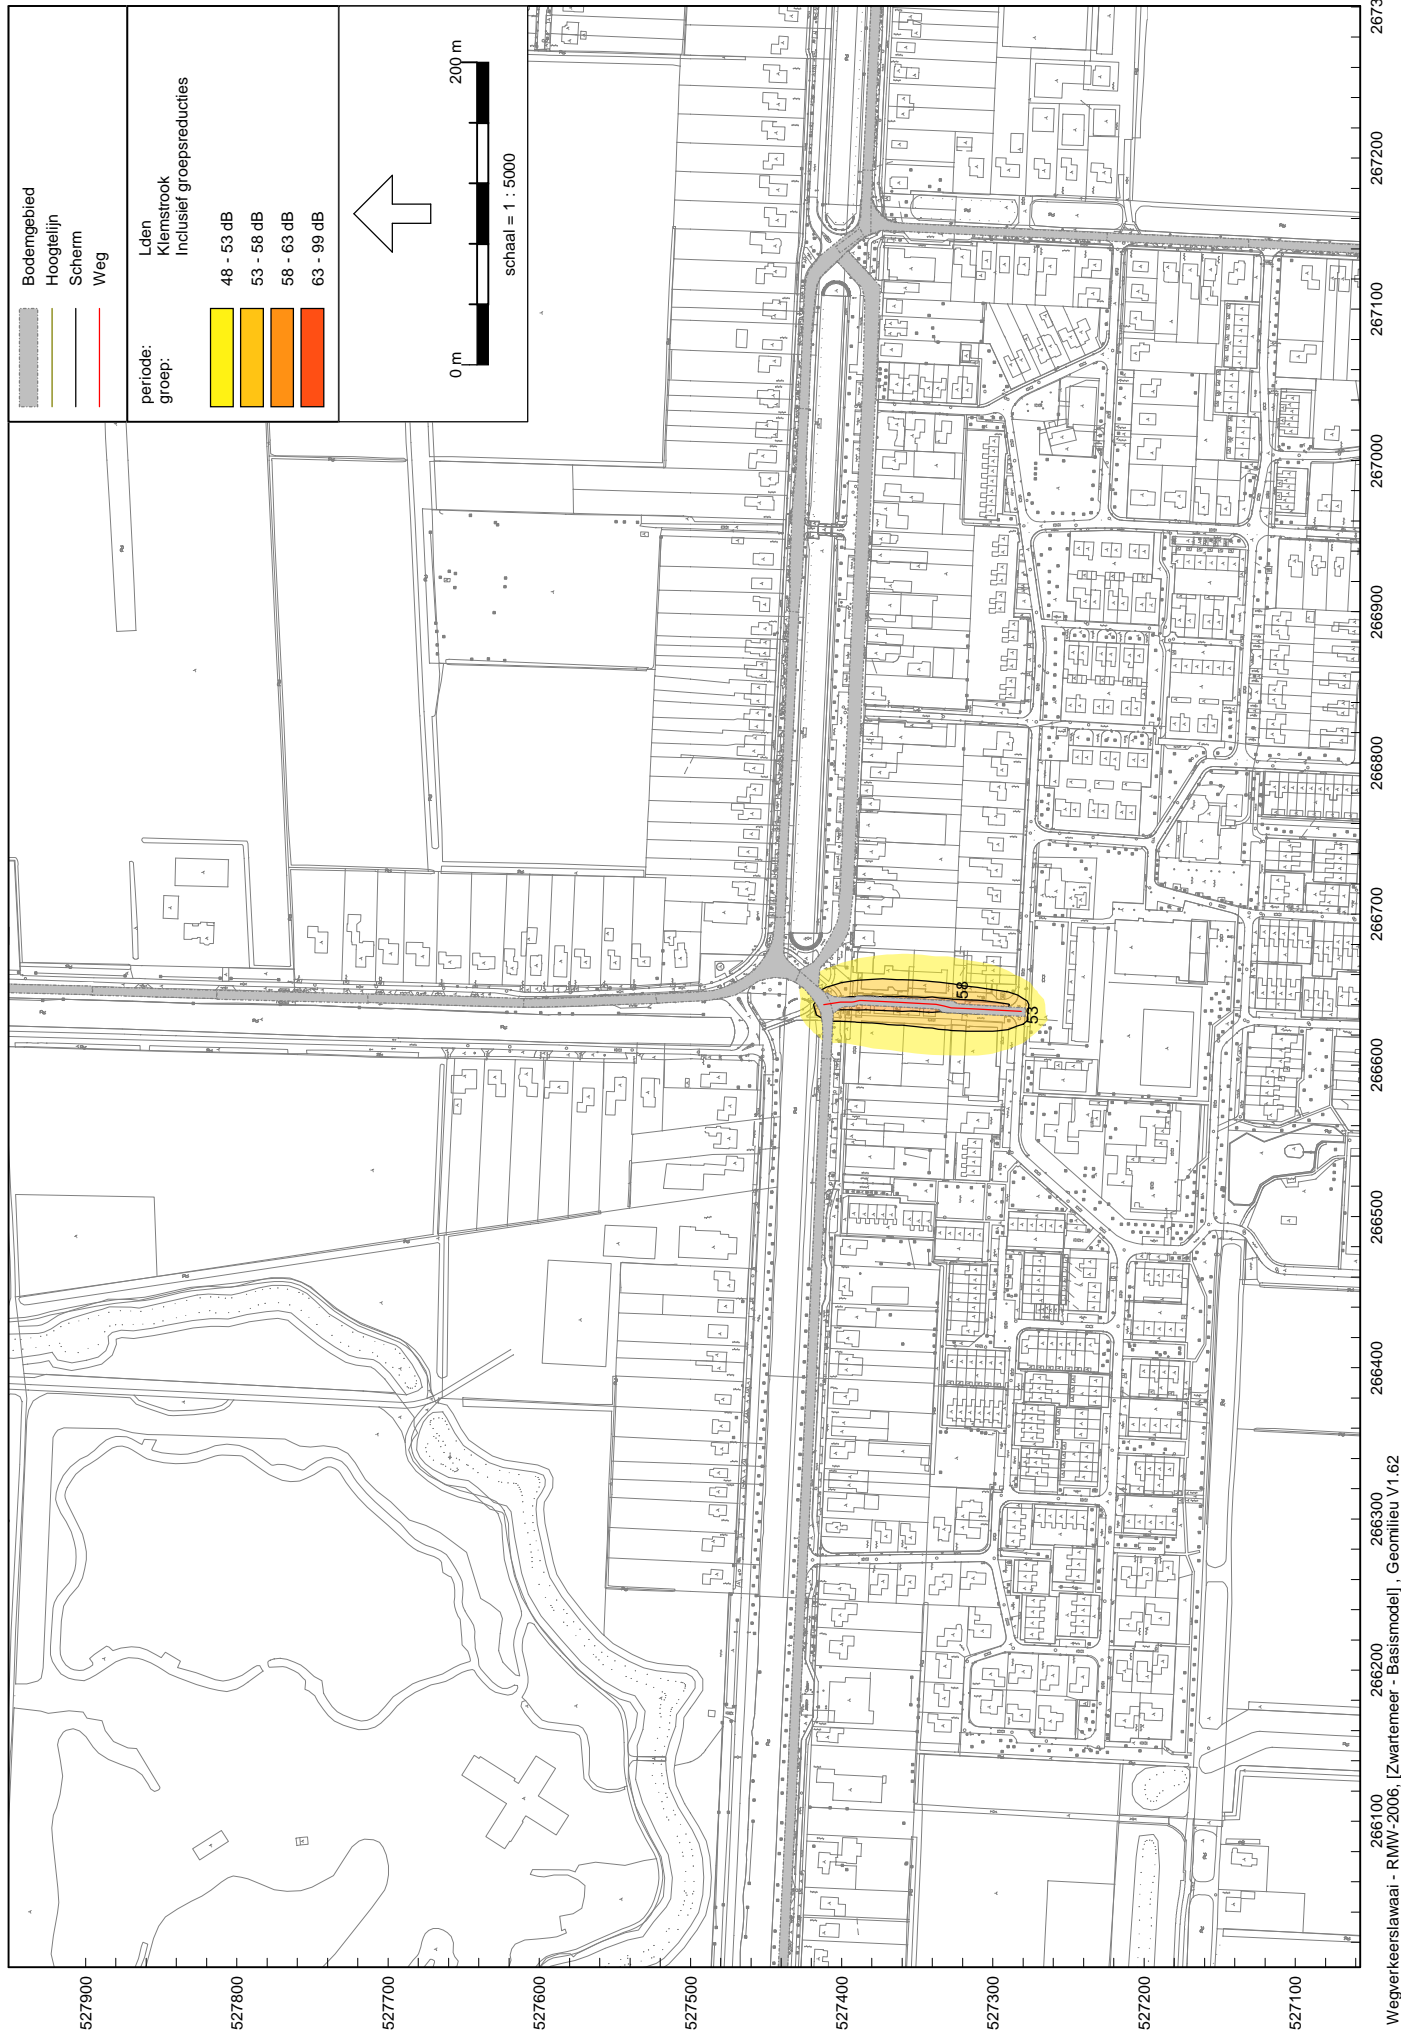 Bodemgebied
Hoogtelijn
Scherm
Weg
periode: Lden
groep: Klemstrook
Inclusief groepsreducties
48 - 53 dB
53 - 58 dB
58 - 63 dB
63 - 99 dB
0 m 200 m
schaal = 1 : 5000
58
53
527900
527800
527700
527600
527500
527400
527300
527200
527100
266100
266200
266300
266400
266500
266600
266700
266800
266900
267000
267100
267200
2673
Wegverkeerslawaai - RMW-2006, [Zwartemeer - Basismodel] , Geomilieu V1.62